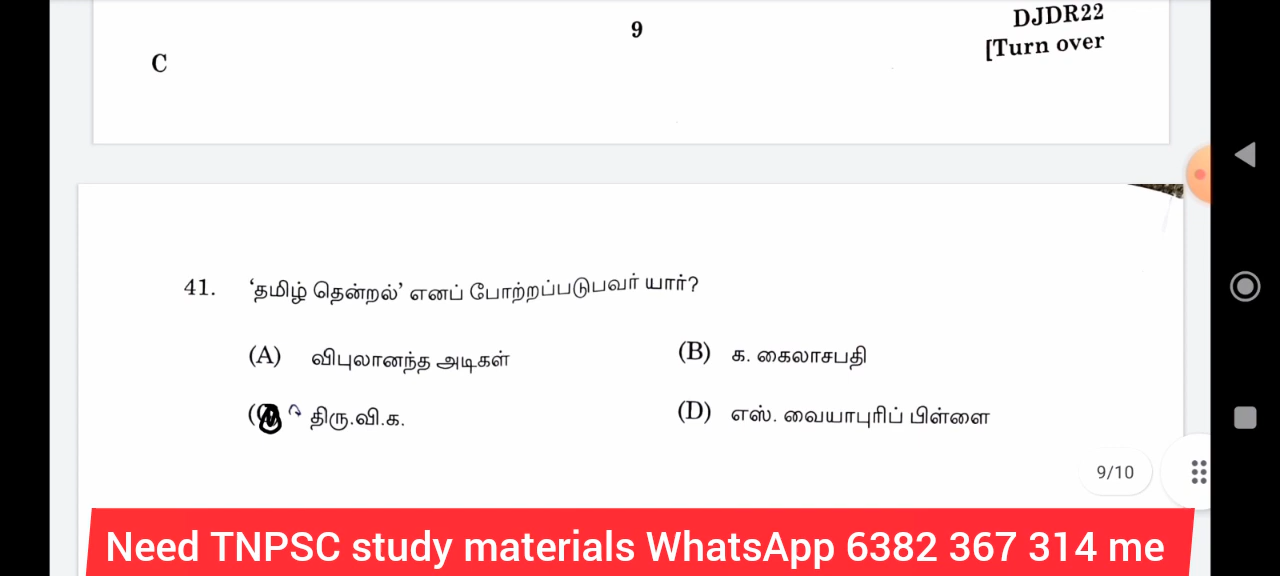 9
DJDR22
C
[Turn over
41. ‘தமிழ் தென்றல்’ எனப் போற்றப்படுபவர் யார்?
(A) விபுலானந்த அடிகள்
(B) க. கைலாசபதி
திரு.வி.க.
(D) எஸ். வையாபுரிப் பிள்ளை
9/10
Need TNPSC study materials WhatsApp 6382 367 314 me